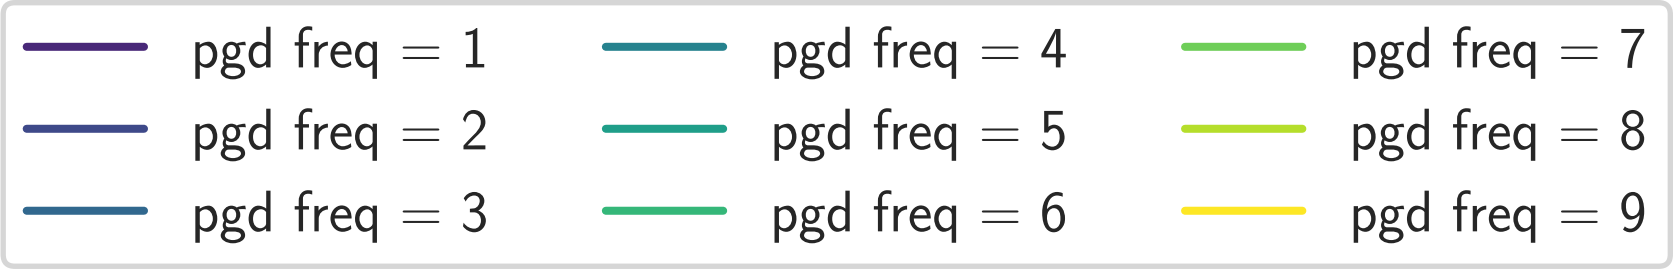 pgd freq = 1
pgd freq = 2
pgd freq = 3
pgd freq = 4
pgd freq = 5
pgd freq = 6
pgd freq = 7
pgd freq = 8
pgd freq = 9